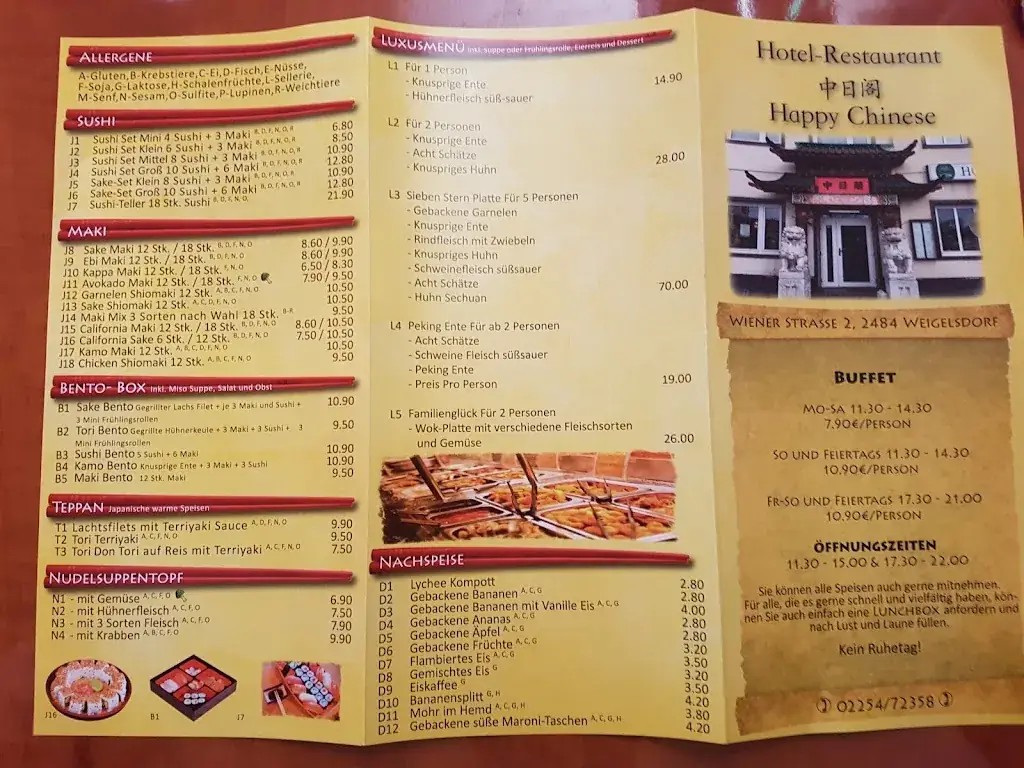 ALLERGENE
A-Gluten,B-Krebstiere,C-Ei,D-Fisch,E-Nüsse,
F-Soja,G-Laktose,H-Schalenfrüchte,L-Sellerie,
M-Senf,N-Sesam,O-Sulfite,P-Lupinen,R-Weichtiere
SUSHI
J1 Sushi Set Mini 4 Sushi + 3 Maki B, D, F, N, O, R 6.80
J2 Sushi Set Klein 6 Sushi + 3 Maki B, D, F, N, O, R 8.50
J3 Sushi Set Mittel 8 Sushi + 3 Maki B, D, F, N, O, R 10.90
J4 Sushi Set Groß 10 Sushi + 6 Maki B, D, F, N, O, R 12.80
J5 Sake-Set Klein 8 Sushi + 3 Maki B, D, F, N, O, R 10.90
J6 Sake-Set Groß 10 Sushi + 6 Maki B, D, F, N, O, R 12.80
J7 Sushi-Teller 18 Stk. Sushi B, D, F, N, O, 21.90
MAKI
J8 Sake Maki 12 Stk. / 18 Stk. B, D, F, N, O 8.60 / 9.90
J9 Ebi Maki 12 Stk. / 18 Stk. B, D, F, N, O 8.60 / 9.90
J10 Kappa Maki 12 Stk. / 18 Stk. F, N, O 6.50 / 8.30
J11 Avokado Maki 12 Stk. / 18 Stk. F, N, O 7.90 / 9.50
J12 Garnelen Shiomaki 12 Stk. A, B, C, F, N, O 10.50
J13 Sake Shiomaki 12 Stk. A, C, D, F, N, O 10.50
J14 Maki Mix 3 Sorten nach Wahl 18 Stk. B-R 9.50
J15 California Maki 12 Stk. / 18 Stk. B, D, F, N, O 8.60 / 10.50
J16 California Sake 6 Stk. / 12 Stk. B, D, F, N, O 7.50 / 10.50
J17 Kamo Maki 12 Stk. A, B, C, D, F, N, O 10.50
J18 Chicken Shiomaki 12 Stk. A, B, C, F, N, O 9.50
BENTO- BOX Inkl. Miso Suppe, Salat und Obst
B1 Sake Bento Gegrillter Lachs Filet + je 3 Maki und Sushi + 10.90
3 Mini Frühlingsrollen
B2 Tori Bento Gegrillte Hühnerkeule + 3 Maki + 3 Sushi + 3 9.50
Mini Frühlingsrollen
B3 Sushi Bento 5 Sushi + 6 Maki 10.90
B4 Kamo Bento Knusprige Ente + 3 Maki + 3 Sushi 10.90
B5 Maki Bento 12 Stk. Maki 9.50
TEPPAN Japanische warme Speisen
T1 Lachtsfilets mit Terriyaki Sauce A, D, F, N, O 9.90
T2 Tori Terriyaki A, C, F, N, O 9.50
T3 Tori Don Tori auf Reis mit Terriyaki A, C, F, N, O 7.50
NUDELSUPPENTOPF
N1 - mit Gemüse A, C, F, O 6.90
N2 - mit Hühnerfleisch A, C, F, O 7.50
N3 - mit 3 Sorten Fleisch A, C, F, O 7.90
N4 - mit Krabben A, B, C, F, O 9.90
J16 B1 J7
LUXUSMENÜ inkl. suppe oder Frühlingsrolle, Eierreis und Dessert
L1 Für 1 Person
- Knusprige Ente 14.90
- Hühnerfleisch süß-sauer
L2 Für 2 Personen
- Knusprige Ente
- Acht Schätze 28.00
- Knuspriges Huhn
L3 Sieben Stern Platte Für 5 Personen
- Gebackene Garnelen
- Knusprige Ente
- Rindfleisch mit Zwiebeln
- Knuspriges Huhn
- Schweinefleisch süßsauer
- Acht Schätze 70.00
- Huhn Sechuan
L4 Peking Ente Für ab 2 Personen
- Acht Schätze
- Schweine Fleisch süßsauer
- Peking Ente
- Preis Pro Person 19.00
L5 Familienglück Für 2 Personen
- Wok-Platte mit verschiedene Fleischsorten
und Gemüse 26.00
NACHSPEISE
D1 Lychee Kompott 2.80
D2 Gebackene Bananen A, C, G 2.80
D3 Gebackene Bananen mit Vanille Eis A, C, G 4.00
D4 Gebackene Ananas A, C, G 2.80
D5 Gebackene Äpfel A, C, G 2.80
D6 Gebackene Früchte A, C, G 3.20
D7 Flambiertes Eis A, C, G 3.50
D8 Gemischtes Eis G 3.20
D9 Eiskaffee G 3.50
D10 Bananensplitt G, H 4.20
D11 Mohr im Hemd A, C, G, H 3.80
D12 Gebackene süße Maroni-Taschen A, C, G, H 4.20
Hotel-Restaurant
中日阁
Happy Chinese
中日閣
HO
WIENER STRASSE 2, 2484 WEIGELSDORF
BUFFET
MO-SA 11.30 - 14.30
7.90€/PERSON
SO UND FEIERTAGS 11.30 - 14.30
10.90€/PERSON
FR-SO UND FEIERTAGS 17.30 - 21.00
10.90€/PERSON
ÖFFNUNGSZEITEN
11.30 - 15.00 & 17.30 - 22.00
Sie können alle Speisen auch gerne mitnehmen.
Für alle, die es gerne schnell und vielfältig haben, kön-
nen Sie auch einfach eine LUNCHBOX anfordern und
nach Lust und Laune füllen.
Kein Ruhetag!
02254/72358